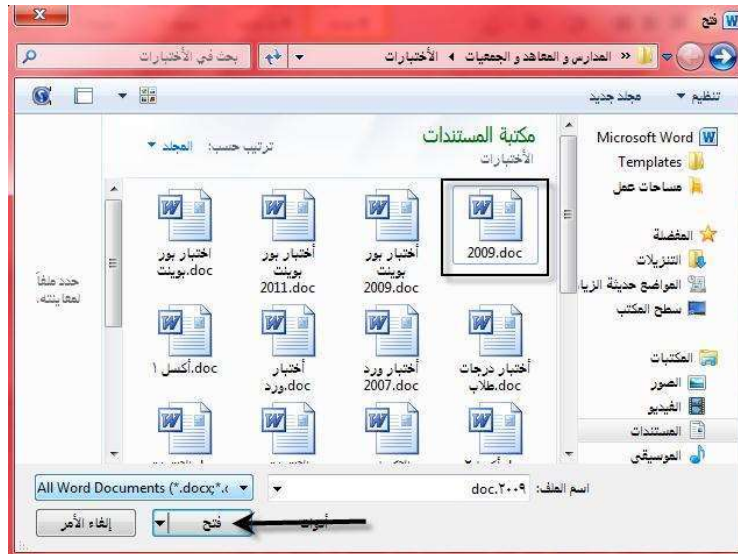 فتح
المدارس و المعاهد و الجمعيات
الأختبارات
بحث في الأختبارات
تنظيم
مجلد جديد
Microsoft Word
Templates
مساحات عمل
المفضلة
التنزيلات
المواضع حديثة الزيا
سطح المكتب
المكتبات
الصور
الفيديو
المستندات
الموسيقى
مكتبة المستندات
الأختبارات
ترتيب حسب: المجلد
2009.doc
أختبار بور
بوينت
2009.doc
أختبار بور
بوينت
2011.doc
اختبار بور
بوينت.doc
أختبار درجات
طلاب.doc
أختبار ورد
2007.doc
أختبار
ورد.doc
أكسل ١.doc
حدد ملفاً
لمعاينته.
اسم الملف: ٢٠٠٩.doc
All Word Documents (*.docx;*.c
أدوات
فتح
إلغاء الأمر